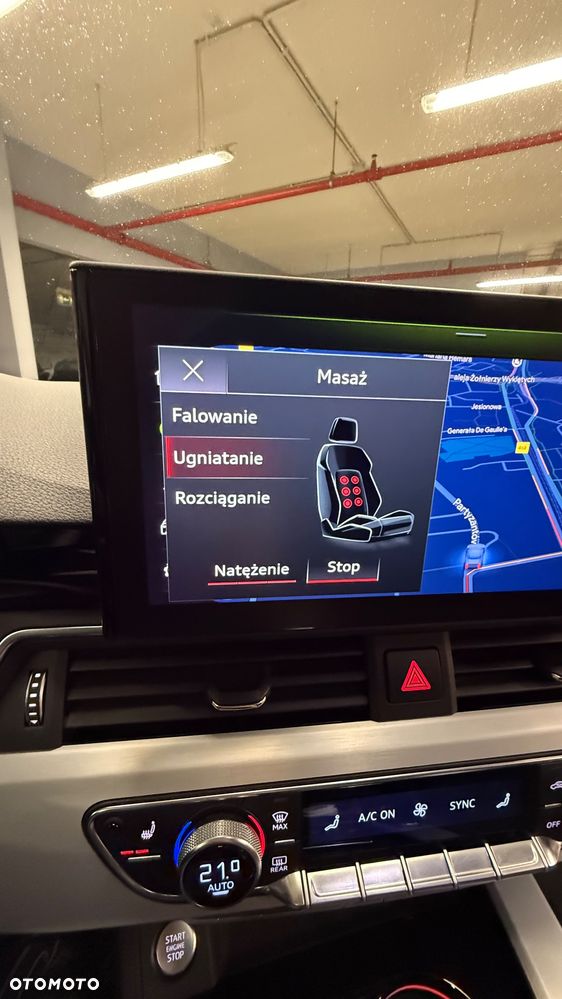 Masaż
Falowanie
Ugniatanie
Rozciąganie
Natężenie
Stop
aleja Żołnierzy Wyklętych
Jesionowa
Generała De Gaulle'a
Partyzantów
MAX
A/C ON
SYNC
OFF
21.0
AUTO
REAR
START
ENGINE
STOP
OTOMOTO